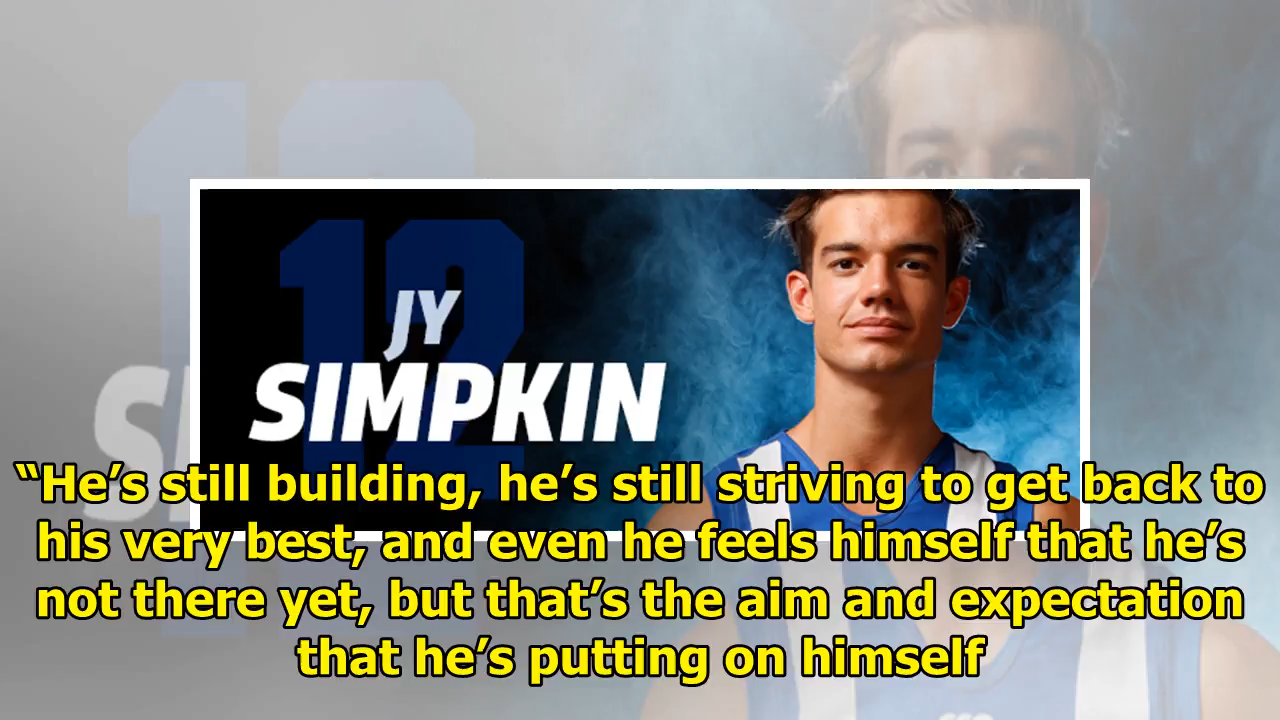 12
JY
SIMPKIN
“He’s still building, he’s still striving to get back to
his very best, and even he feels himself that he’s
not there yet, but that’s the aim and expectation
that he’s putting on himself